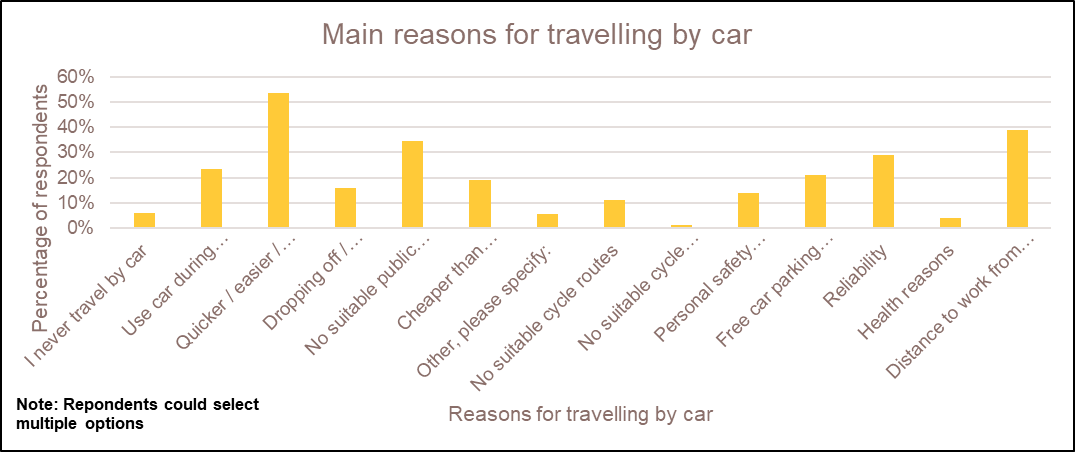 Main reasons for travelling by car
Percentage of respondents
60%
50%
40%
30%
20%
10%
0%
I never travel by car
Use car during…
Quicker / easier /…
Dropping off /…
No suitable public…
Cheaper than…
Other, please specify:
No suitable cycle routes
No suitable cycle…
Personal safety…
Free car parking…
Reliability
Health reasons
Distance to work from…
Reasons for travelling by car
Note: Repondents could select
multiple options